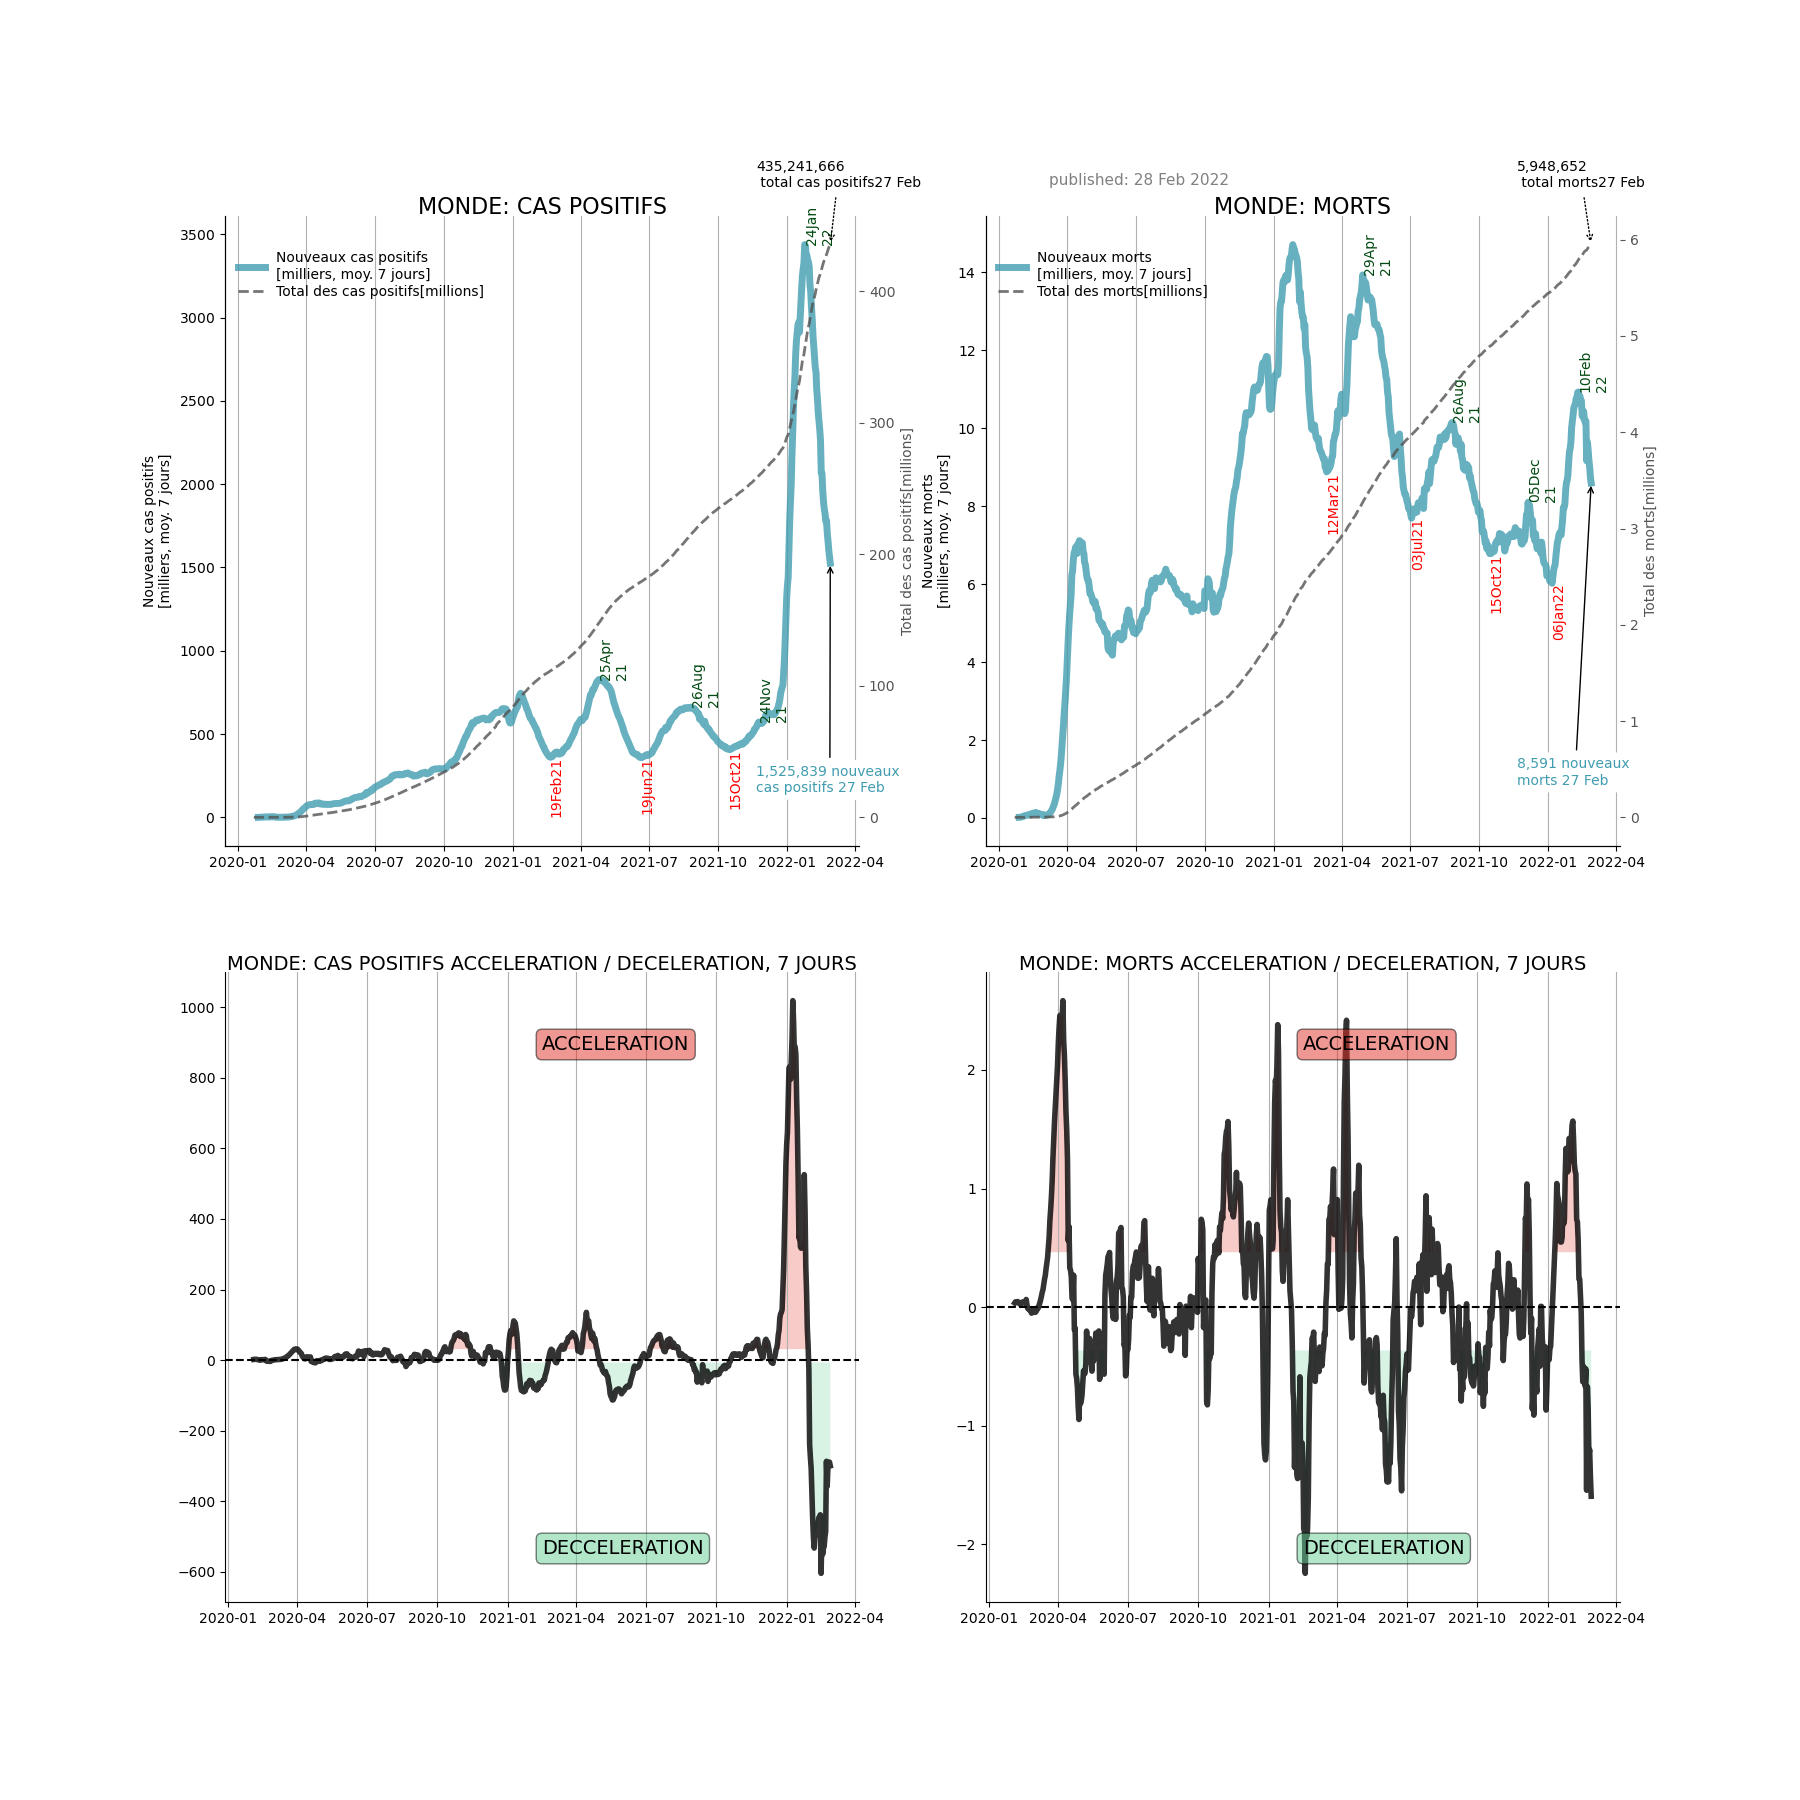 435,241,666
total cas positifs27 Feb
published: 28 Feb 2022
5,948,652
total morts27 Feb
MONDE: CAS POSITIFS
Nouveaux cas positifs
[milliers, moy. 7 jours]
Total des cas positifs[millions]
24Jan
22
25Apr
21
26Aug
21
24Nov
21
19Feb21
19Jun21
15Oct21
1,525,839 nouveaux
cas positifs 27 Feb
Nouveaux cas positifs
[milliers, moy. 7 jours]
3500
3000
2500
2000
1500
1000
500
0
Total des cas positifs[millions]
400
300
200
100
0
2020-01 2020-04 2020-07 2020-10 2021-01 2021-04 2021-07 2021-10 2022-01 2022-04
MONDE: MORTS
Nouveaux morts
[milliers, moy. 7 jours]
Total des morts[millions]
29Apr
21
26Aug
21
05Dec
21
10Feb
22
12Mar21
03Jul21
15Oct21
06Jan22
8,591 nouveaux
morts 27 Feb
Nouveaux morts
[milliers, moy. 7 jours]
14
12
10
8
6
4
2
0
Total des morts[millions]
6
5
4
3
2
1
0
2020-01 2020-04 2020-07 2020-10 2021-01 2021-04 2021-07 2021-10 2022-01 2022-04
MONDE: CAS POSITIFS ACCELERATION / DECELERATION, 7 JOURS
ACCELERATION
DECCELERATION
1000
800
600
400
200
0
−200
−400
−600
2020-01 2020-04 2020-07 2020-10 2021-01 2021-04 2021-07 2021-10 2022-01 2022-04
MONDE: MORTS ACCELERATION / DECELERATION, 7 JOURS
ACCELERATION
DECCELERATION
2
1
0
−1
−2
2020-01 2020-04 2020-07 2020-10 2021-01 2021-04 2021-07 2021-10 2022-01 2022-04